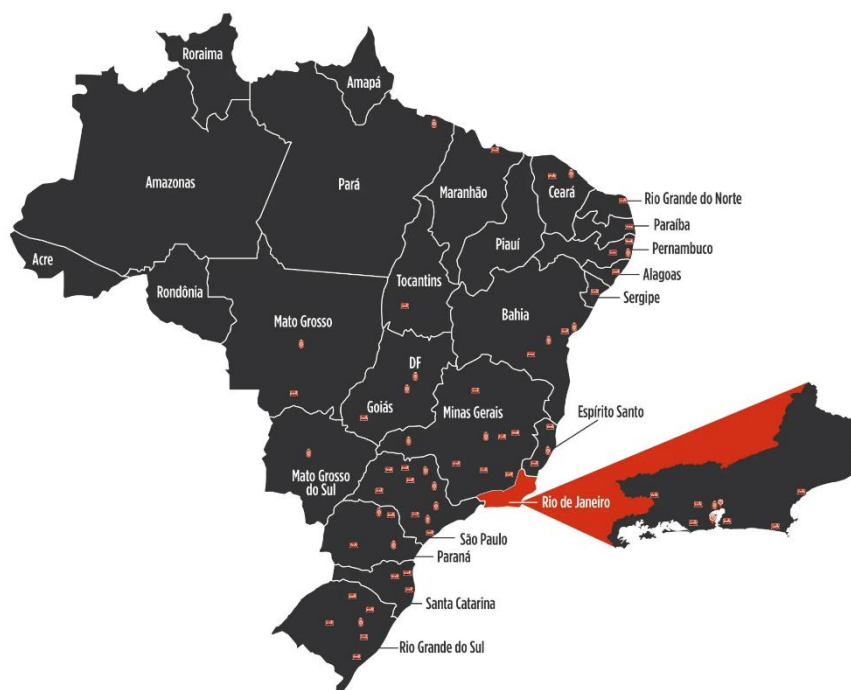 Roraima
Amapá
Amazonas
Pará
Maranhão
Ceará
Rio Grande do Norte
Paraíba
Piauí
Pernambuco
Acre
Alagoas
Tocantins
Rondônia
Sergipe
Mato Grosso
Bahia
DF
Goiás
Minas Gerais
Espírito Santo
Mato Grosso
do Sul
Rio de Janeiro
São Paulo
Paraná
Santa Catarina
Rio Grande do Sul